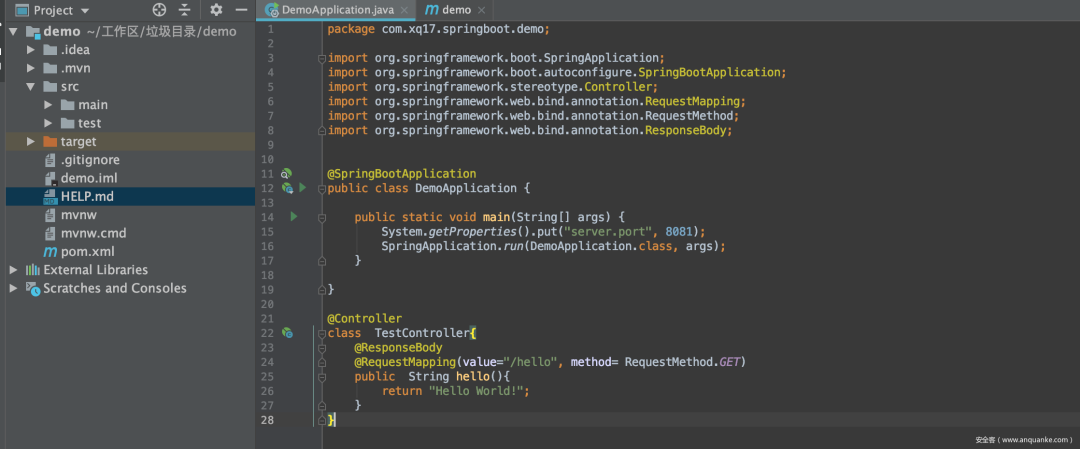 Project
demo ~/工作区/垃圾目录/demo
.idea
.mvn
src
main
test
target
.gitignore
demo.iml
HELP.md
mvnw
mvnw.cmd
pom.xml
External Libraries
Scratches and Consoles
DemoApplication.java
demo
1 package com.xq17.springboot.demo;
2
3 import org.springframework.boot.SpringApplication;
4 import org.springframework.boot.autoconfigure.SpringBootApplication;
5 import org.springframework.stereotype.Controller;
6 import org.springframework.web.bind.annotation.RequestMapping;
7 import org.springframework.web.bind.annotation.RequestMethod;
8 import org.springframework.web.bind.annotation.ResponseBody;
9
10
11 @SpringBootApplication
12 public class DemoApplication {
13
14 public static void main(String[] args) {
15 System.getProperties().put("server.port", 8081);
16 SpringApplication.run(DemoApplication.class, args);
17 }
18
19 }
20
21 @Controller
22 class TestController{
23 @ResponseBody
24 @RequestMapping(value="/hello", method= RequestMethod.GET)
25 public String hello(){
26 return "Hello World!";
27 }
28 }
安全客（www.anquanke.com）